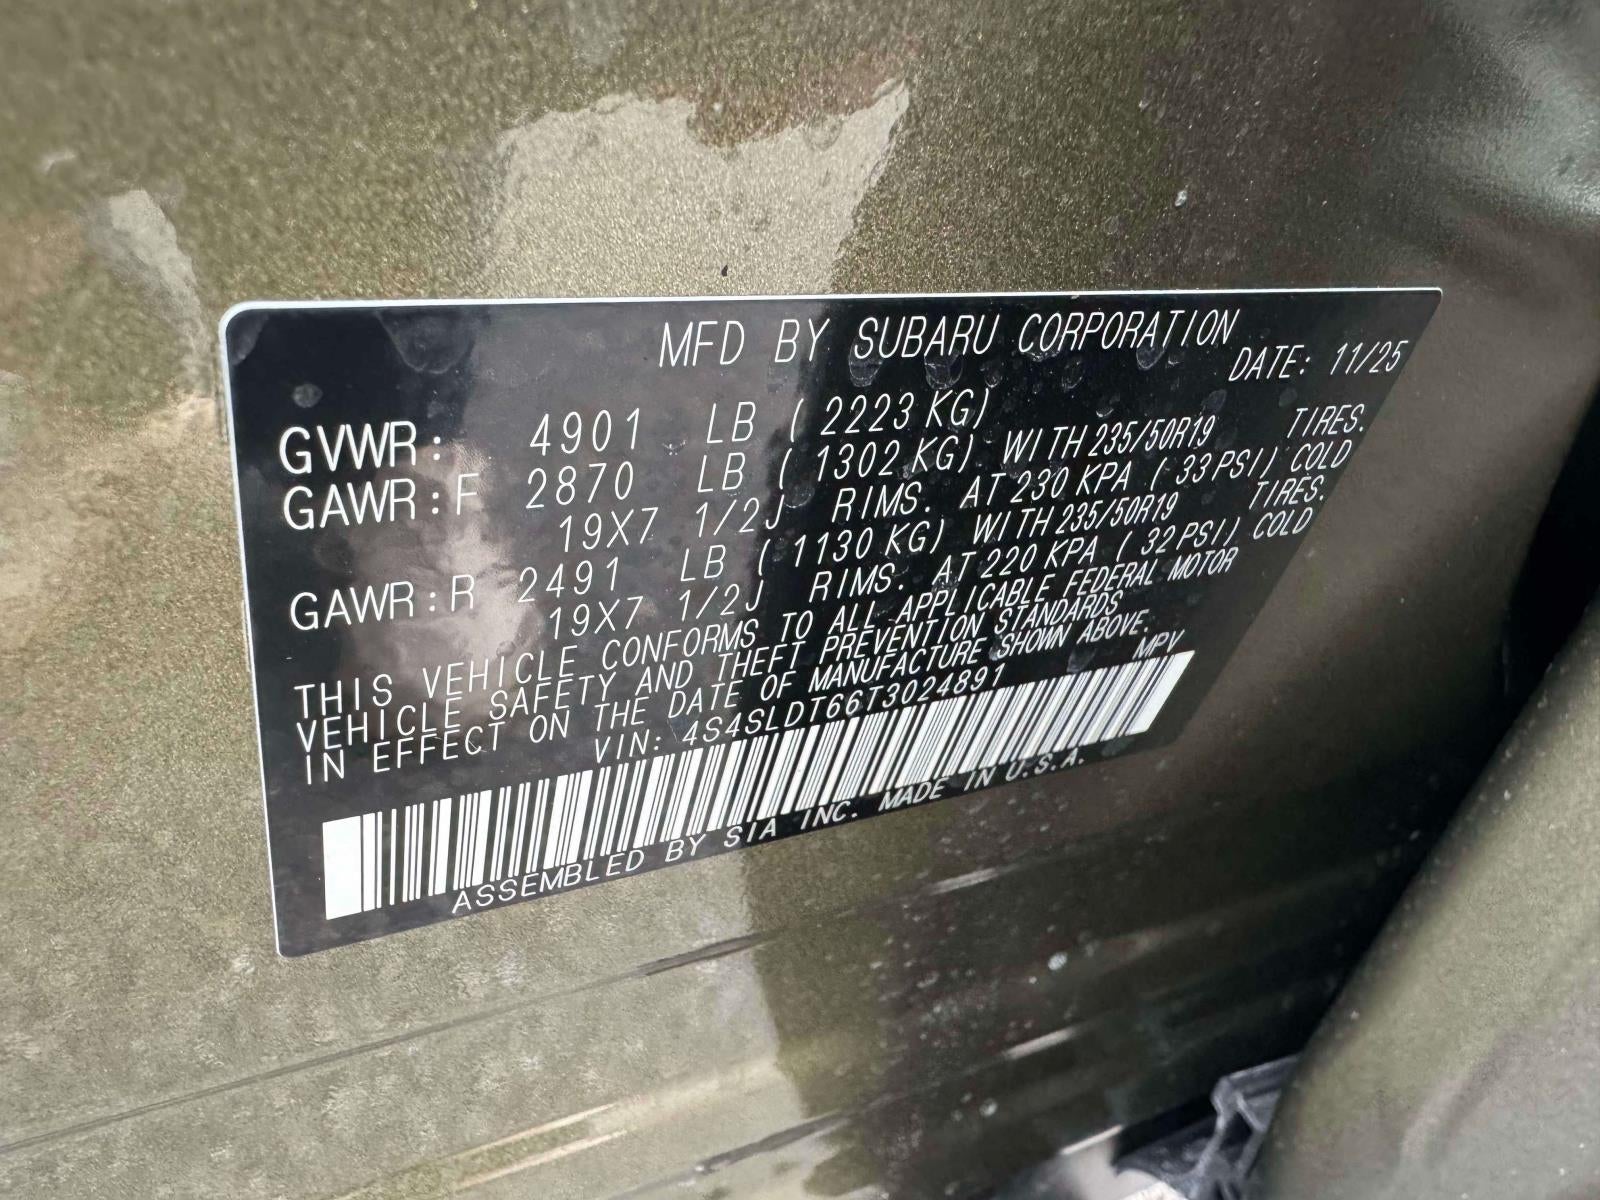 MFD BY SUBARU CORPORATION
DATE: 11/25
GVWR: 4901 LB ( 2223 KG)
GAWR:F 2870 LB ( 1302 KG) WITH 235/50R19 TIRES.
19X7 1/2J RIMS. AT 230 KPA ( 33 PSI) COLD
GAWR:R 2491 LB ( 1130 KG) WITH 235/50R19 TIRES.
19X7 1/2J RIMS. AT 220 KPA ( 32 PSI) COLD
THIS VEHICLE CONFORMS TO ALL APPLICABLE FEDERAL MOTOR
VEHICLE SAFETY AND THEFT PREVENTION STANDARDS
IN EFFECT ON THE DATE OF MANUFACTURE SHOWN ABOVE.
VIN: 4S4SLDT66T3024891 MPV
ASSEMBLED BY SIA INC. MADE IN U.S.A.